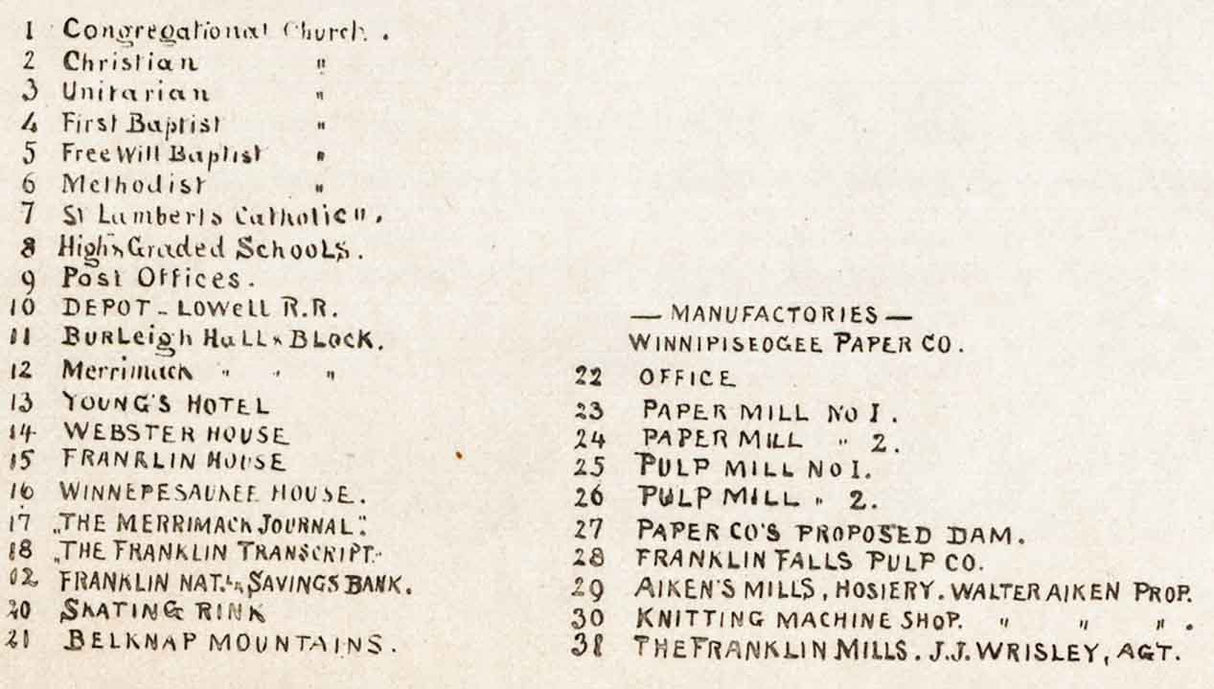 1 Congregational Church.
2 Christian "
3 Unitarian "
4 First Baptist "
5 Free Will Baptist "
6 Methodist "
7 St Lamberts Catholic ".
8 High & Graded Schools.
9 Post Offices.
10 DEPOT - LOWELL R.R.
11 BURLEIGH HALL & BLOCK.
12 Merrimack " " "
13 YOUNG'S HOTEL
14 WEBSTER HOUSE
15 FRANKLIN HOUSE
16 WINNEPESAUKEE HOUSE.
17 "THE MERRIMACK JOURNAL."
18 "THE FRANKLIN TRANSCRIPT."
02 FRANKLIN NAT. & SAVINGS BANK.
20 SKATING RINK
21 BELKNAP MOUNTAINS.
— MANUFACTORIES —
WINNIPISEOGEE PAPER CO.
22 OFFICE
23 PAPER MILL NO 1.
24 PAPER MILL " 2.
25 PULP MILL NO 1.
26 PULP MILL " 2.
27 PAPER CO'S PROPOSED DAM.
28 FRANKLIN FALLS PULP CO.
29 AIKEN'S MILLS, HOSIERY. WALTER AIKEN PROP.
30 KNITTING MACHINE SHOP. " " ".
31 THE FRANKLIN MILLS. J.J. WRISLEY, AGT.